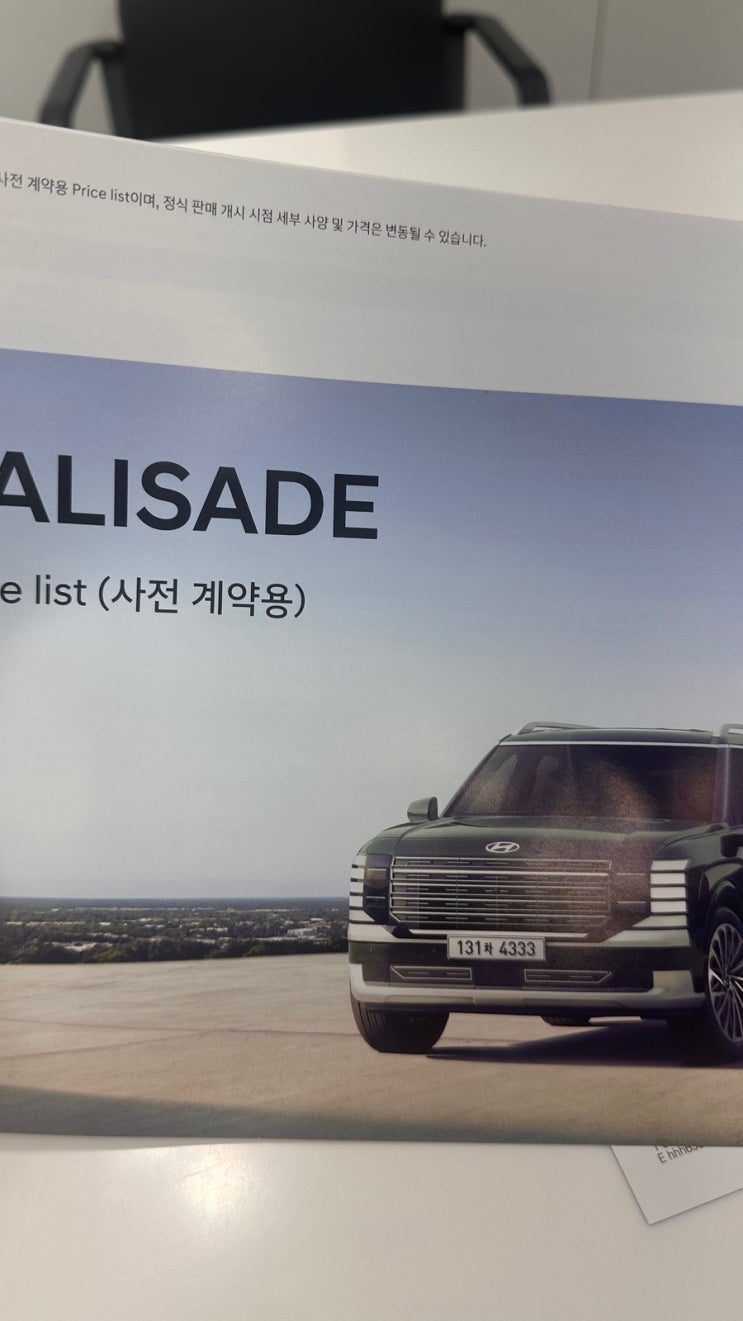 사전 계약용 Price list이며, 정식 판매 개시 시점 세부 사양 및 가격은 변동될 수 있습니다.
ALISADE
e list (사전 계약용)
131차 4333
E